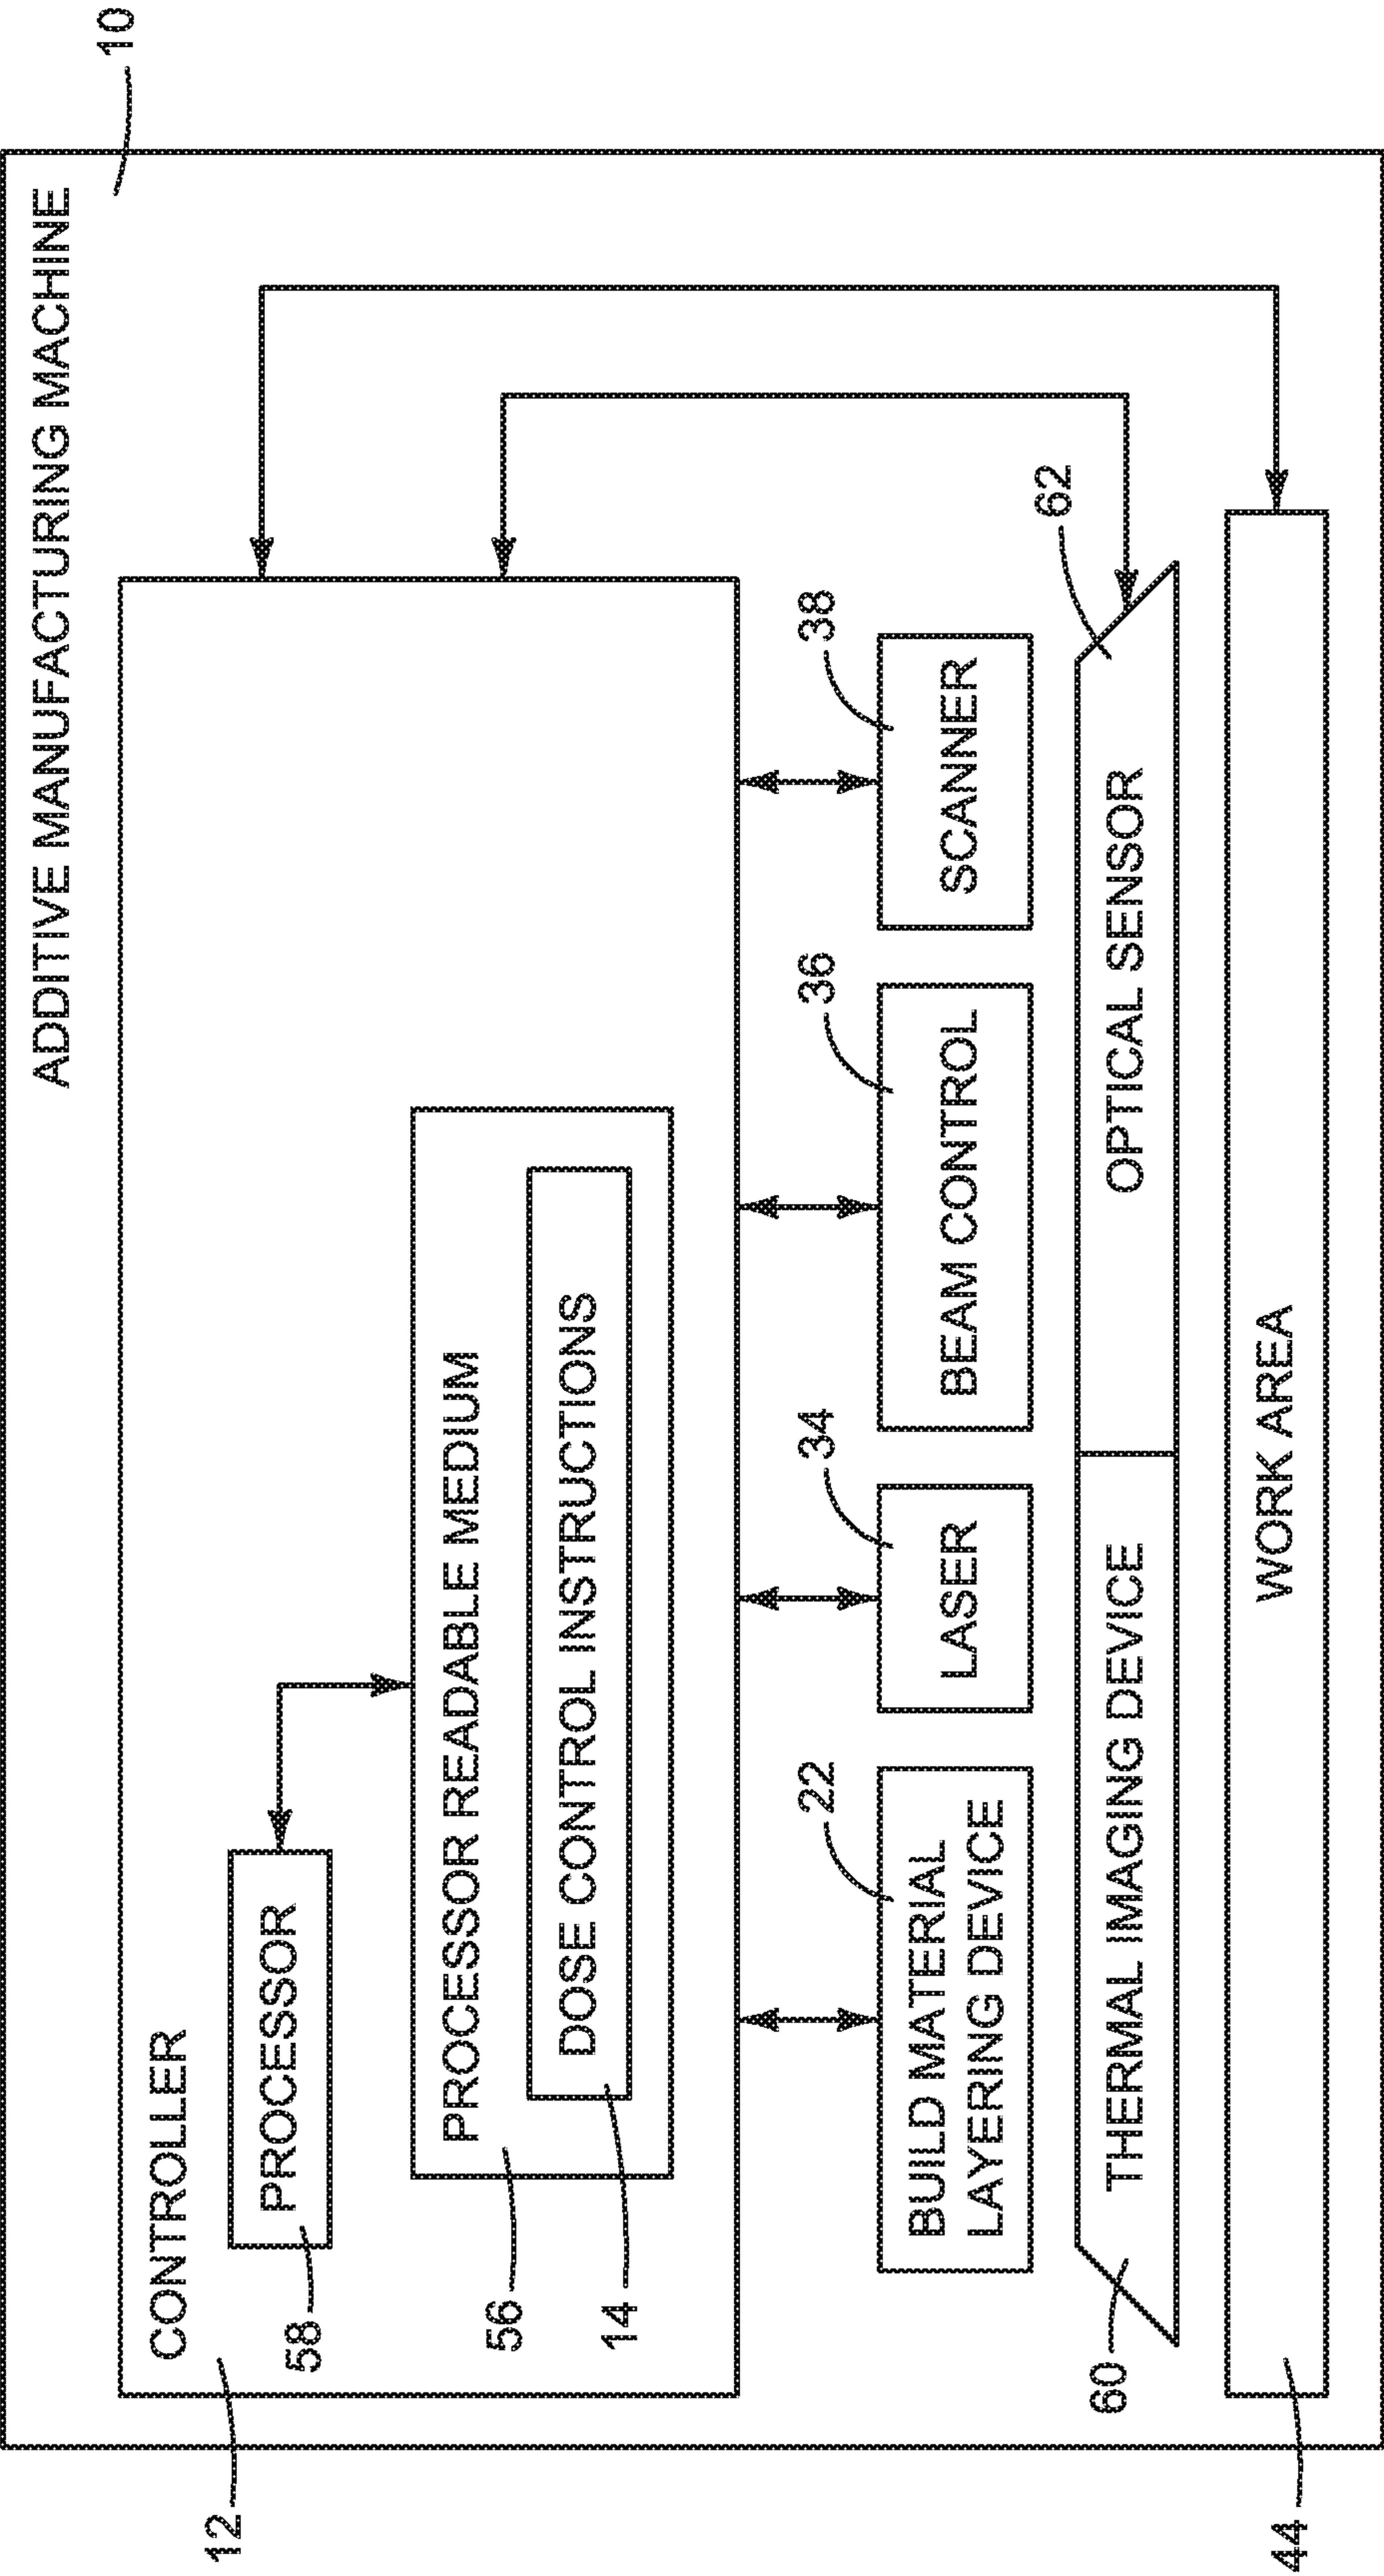 ADDITIVE MANUFACTURING MACHINE
10
12
CONTROLLER
58
PROCESSOR
56
PROCESSOR READABLE MEDIUM
14
DOSE CONTROL INSTRUCTIONS
22
34
36
38
BUILD MATERIAL
LAYERING DEVICE
LASER
BEAM CONTROL
SCANNER
62
60
THERMAL IMAGING DEVICE
OPTICAL SENSOR
44
WORK AREA